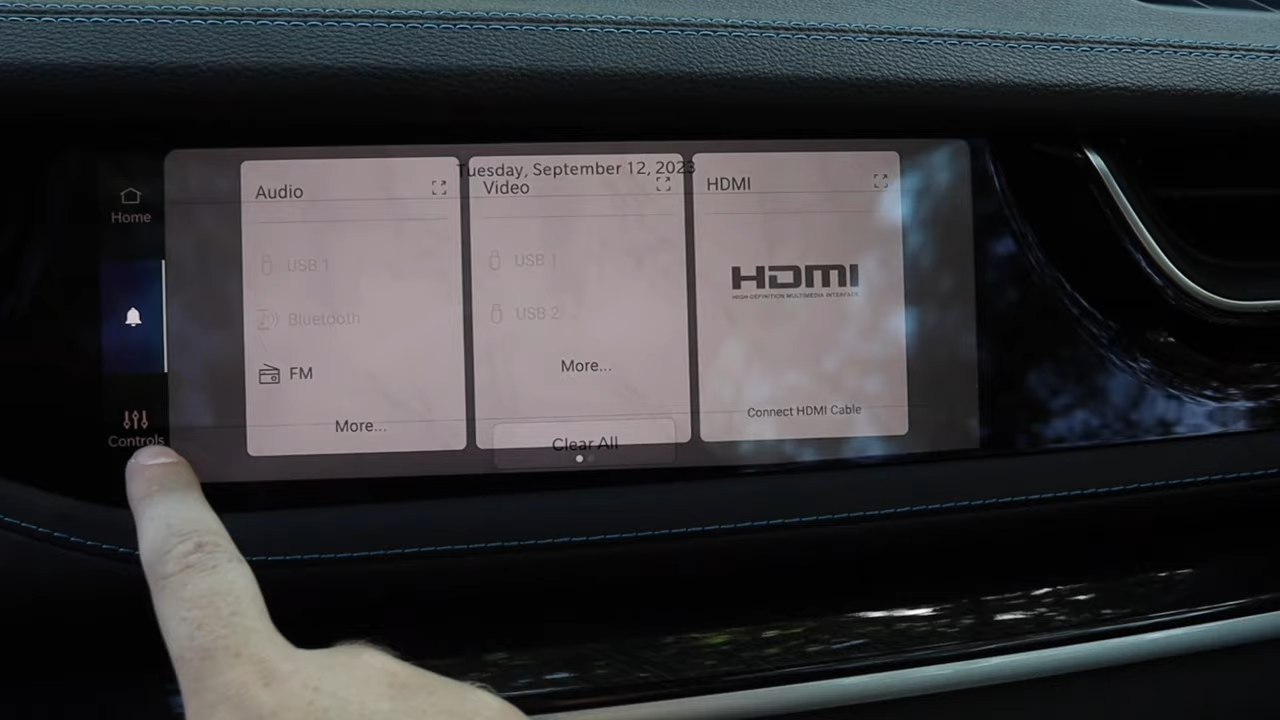 Home
Controls
Tuesday, September 12, 2023
Audio
USB 1
Bluetooth
FM
More...
Video
USB 1
USB 2
More...
Clear All
HDMI
HDMI
HIGH-DEFINITION MULTIMEDIA INTERFACE
Connect HDMI Cable